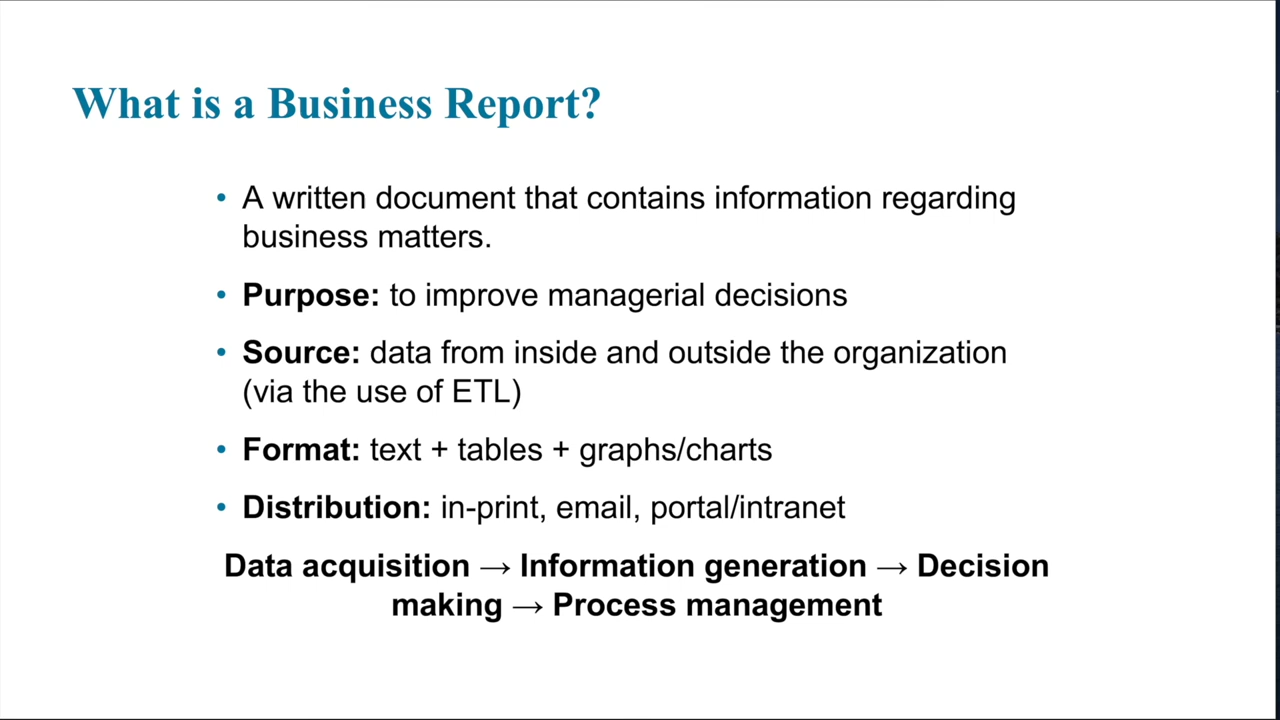 What is a Business Report?
• A written document that contains information regarding
business matters.
• Purpose: to improve managerial decisions
• Source: data from inside and outside the organization
(via the use of ETL)
• Format: text + tables + graphs/charts
• Distribution: in-print, email, portal/intranet
Data acquisition → Information generation → Decision
making → Process management